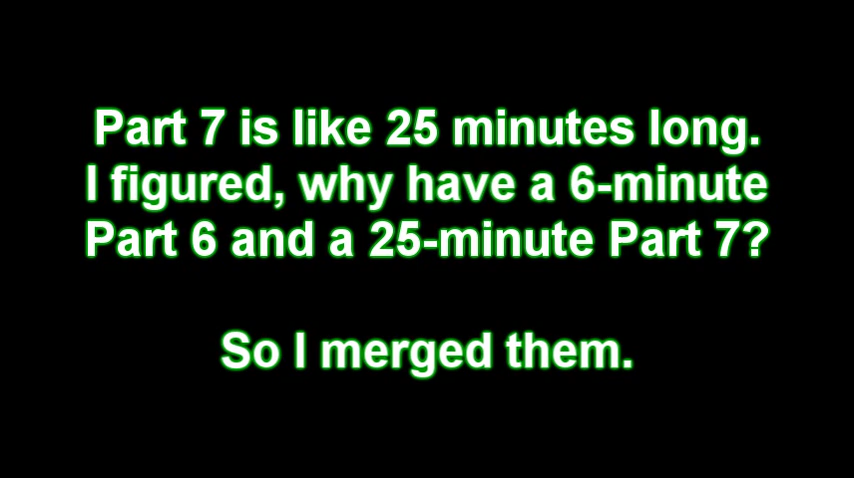 Part 7 is like 25 minutes long.
I figured, why have a 6-minute
Part 6 and a 25-minute Part 7?
So I merged them.